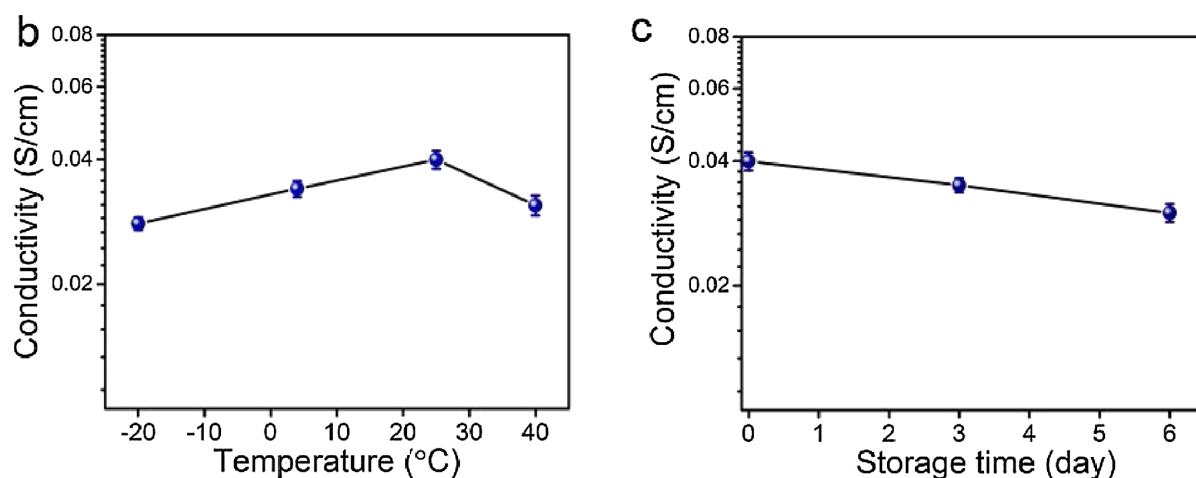 b
0.08
0.06
0.04
0.02
Conductivity (S/cm)
-20 -10 0 10 20 30 40
Temperature (°C)
c
0.08
0.06
0.04
0.02
Conductivity (S/cm)
0 1 2 3 4 5 6
Storage time (day)